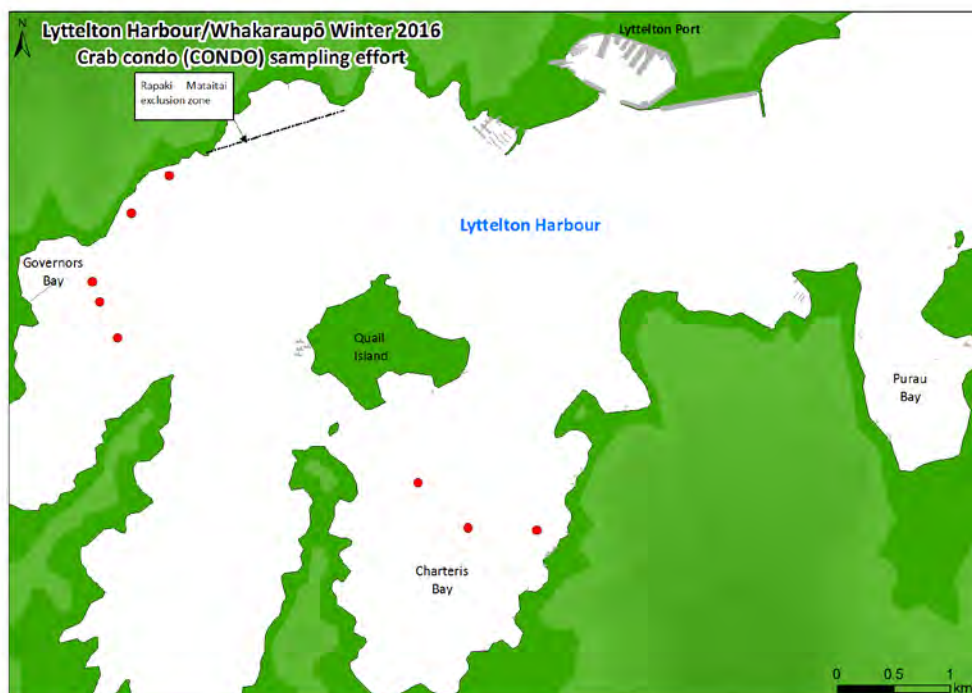 N
Lyttelton Harbour/Whakaraupō Winter 2016
Crab condo (CONDO) sampling effort
Lyttelton Port
Rapaki Mataitai
exclusion zone
Lyttelton Harbour
Governors
Bay
Quail
Island
Purau
Bay
Charteris
Bay
0 0.5 1
km